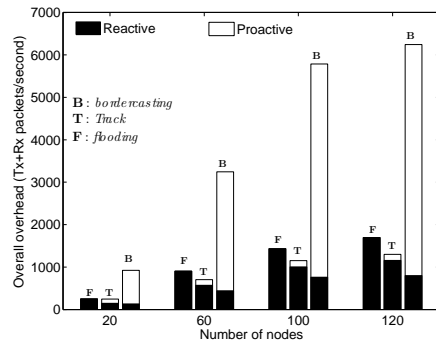 7000
6000
5000
4000
3000
2000
1000
0
Overall overhead (Tx+Rx packets/second)
Reactive Proactive
B : bordercasting
T : Track
F : flooding
F T B
F T B
F T B
F T B
20 60 100 120
Number of nodes